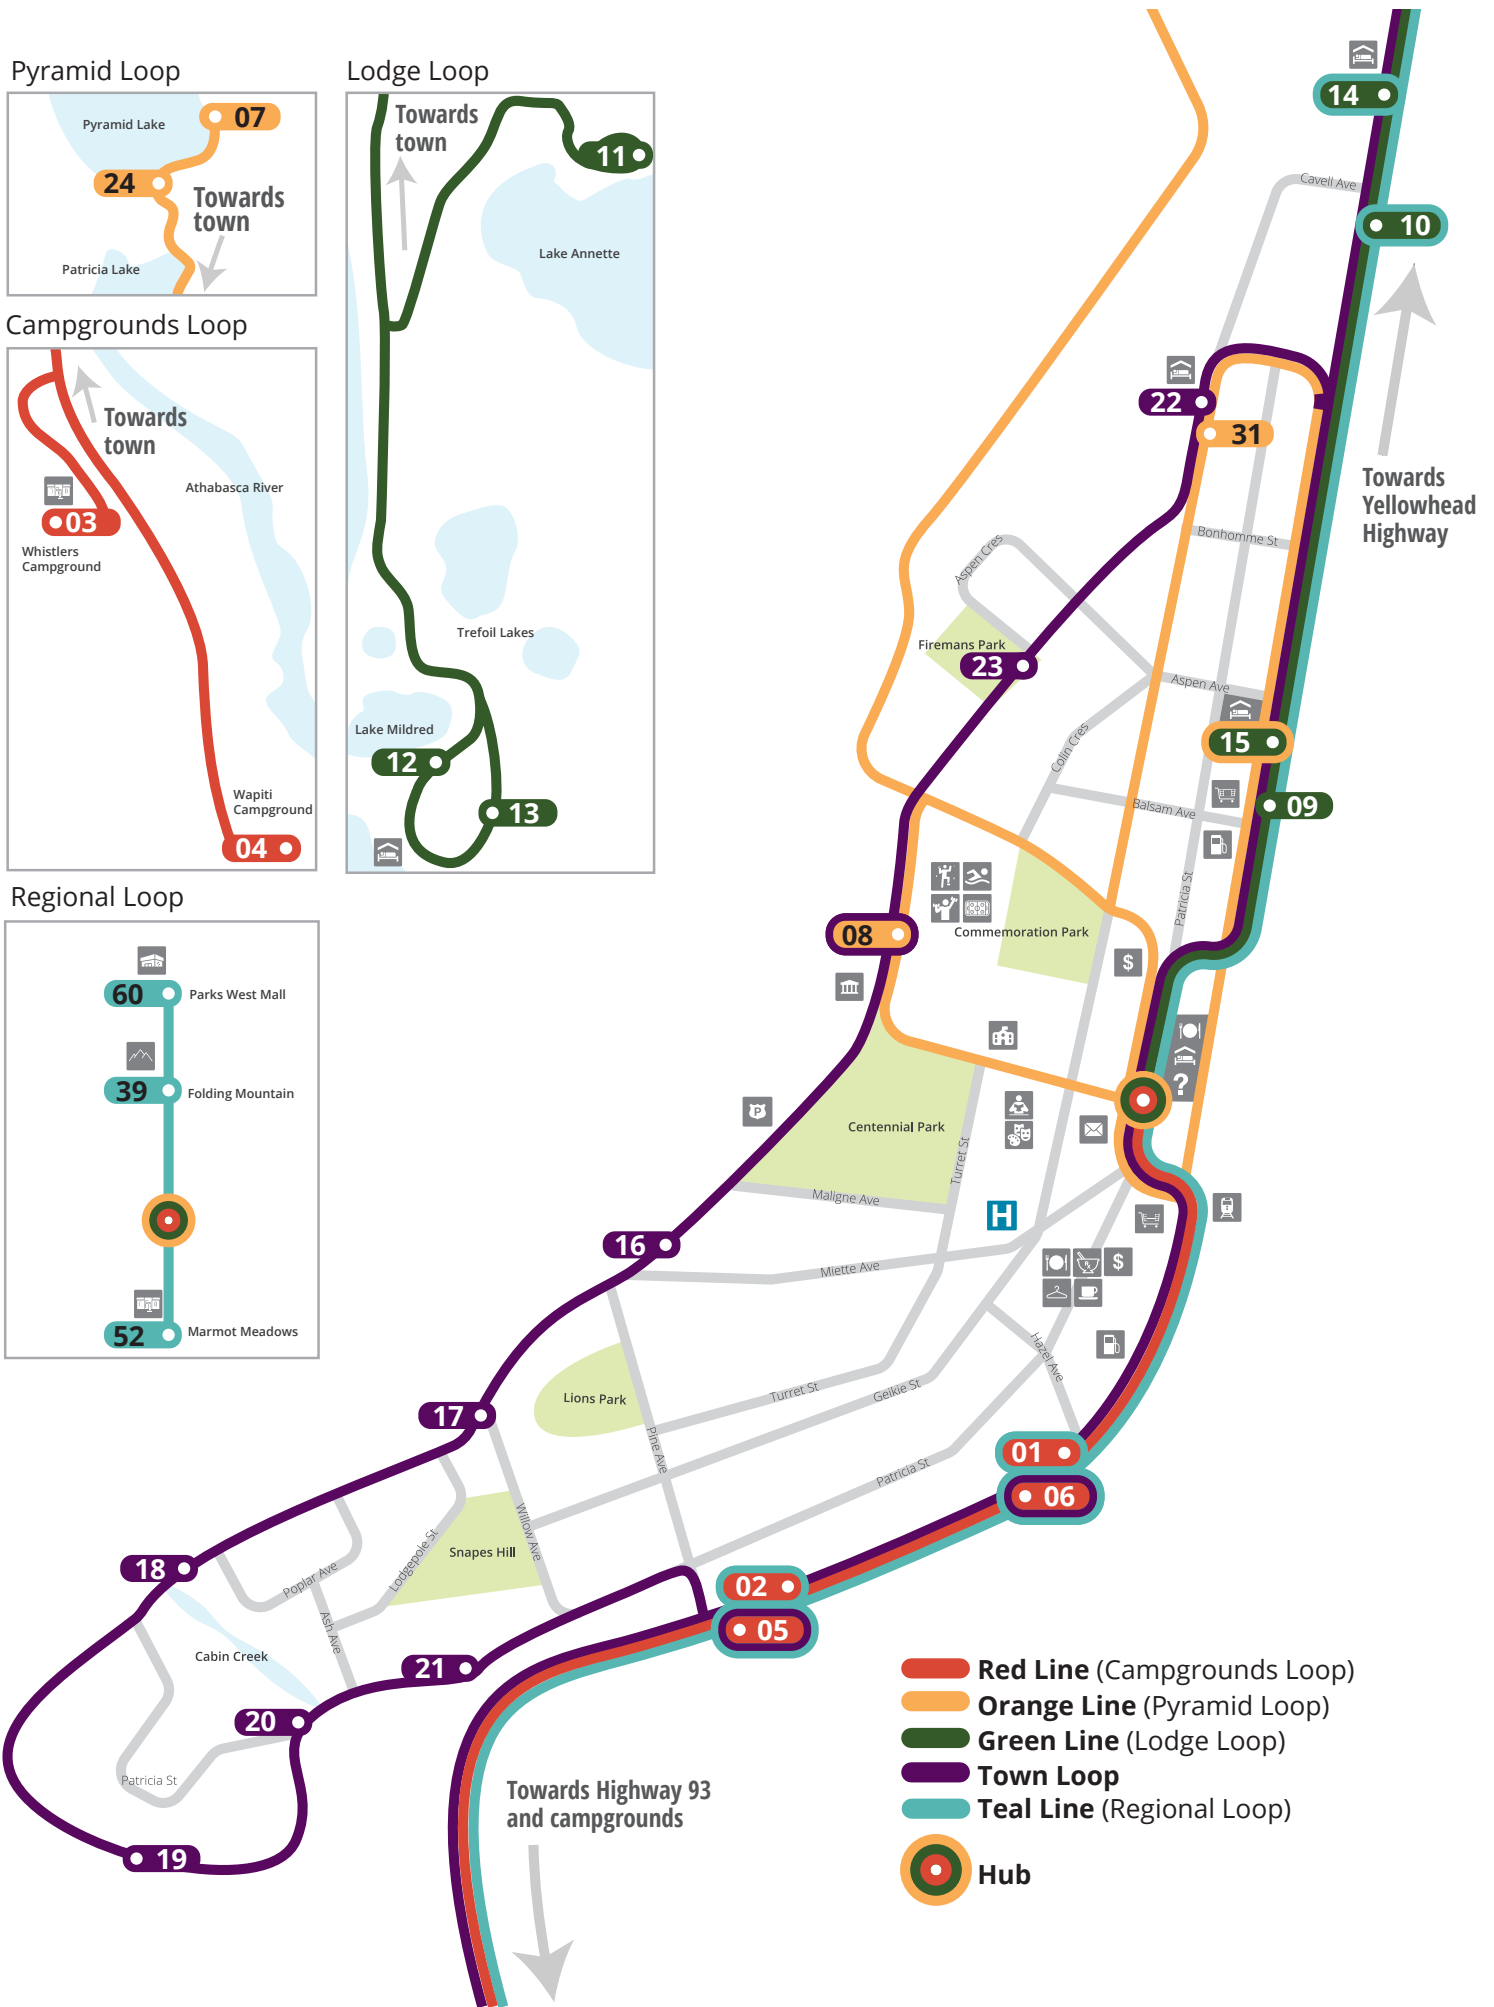 Pyramid Loop
Pyramid Lake
07
24
Towards
town
Patricia Lake
Lodge Loop
Towards
town
11
Lake Annette
Trefoil Lakes
Lake Mildred
12
13
Campgrounds Loop
Towards
town
Athabasca River
03
Whistlers
Campground
Wapiti
Campground
04
Regional Loop
60
Parks West Mall
39
Folding Mountain
52
Marmot Meadows
14
Cavell Ave
10
22
31
Towards
Yellowhead
Highway
Bonhomme St
Aspen Cres
Firemans Park
23
Aspen Ave
Colin Cres
15
Balsam Ave
09
Patricia St
08
Commemoration Park
$
?
P
Centennial Park
Turret St
Maligne Ave
H
16
Miette Ave
$
Hazel Ave
Lions Park
Turret St
Geikie St
17
Pine Ave
Patricia St
01
06
Willow Ave
Snapes Hill
Lodgepole St
18
Poplar Ave
Ash Ave
02
05
Cabin Creek
21
20
Patricia St
19
Towards Highway 93
and campgrounds
Red Line (Campgrounds Loop)
Orange Line (Pyramid Loop)
Green Line (Lodge Loop)
Town Loop
Teal Line (Regional Loop)
Hub